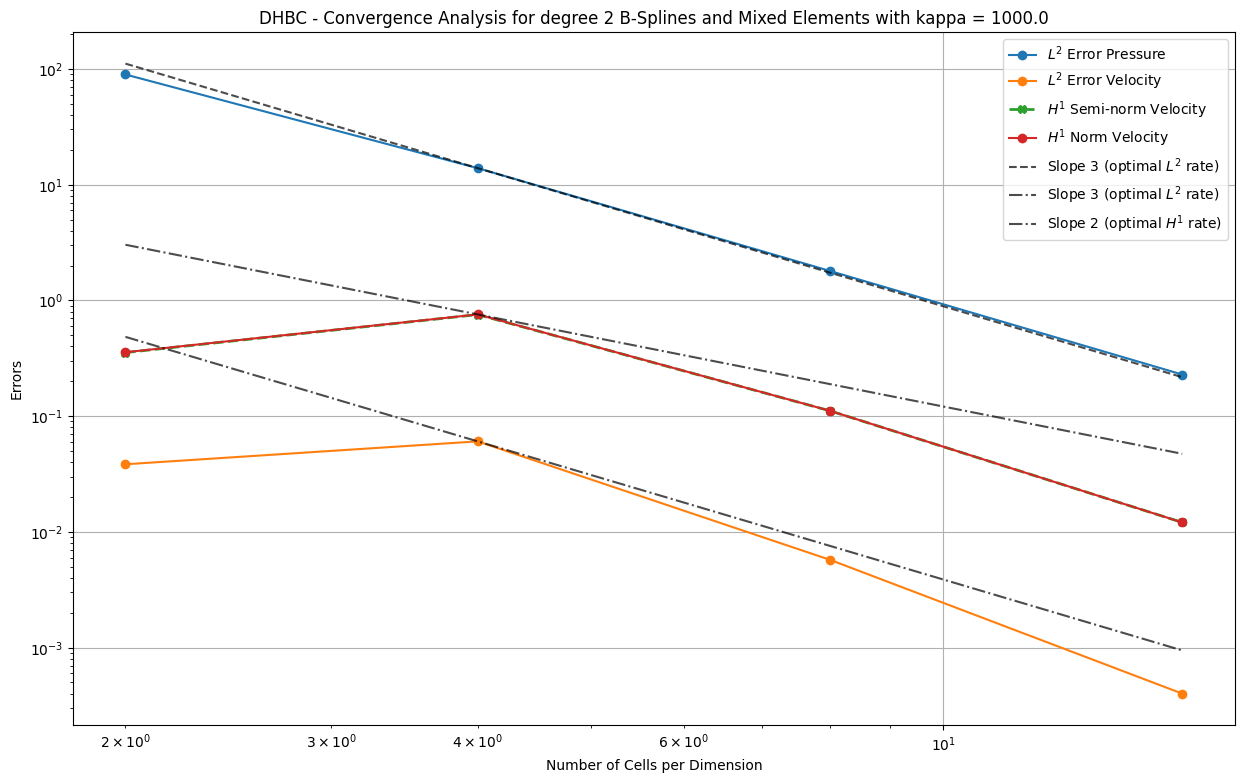 DHBC - Convergence Analysis for degree 2 B-Splines and Mixed Elements with kappa = 1000.0
L² Error Pressure
L² Error Velocity
H¹ Semi-norm Velocity
H¹ Norm Velocity
Slope 3 (optimal L² rate)
Slope 3 (optimal L² rate)
Slope 2 (optimal H¹ rate)
Errors
10²
10¹
10⁰
10⁻¹
10⁻²
10⁻³
2 × 10⁰ 3 × 10⁰ 4 × 10⁰ 6 × 10⁰ 10¹
Number of Cells per Dimension